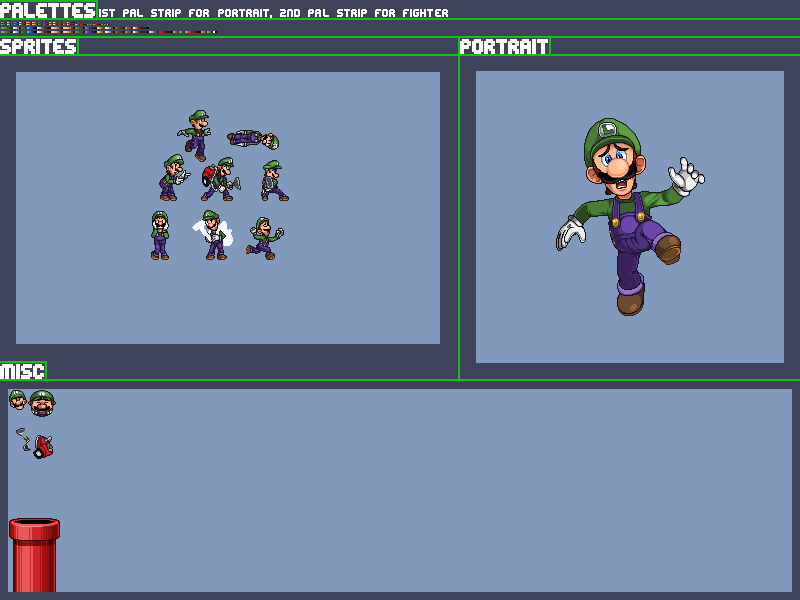 PALETTES 1ST PAL STRIP FOR PORTRAIT, 2ND PAL STRIP FOR FIGHTER
SPRITES
PORTRAIT
L
MISC